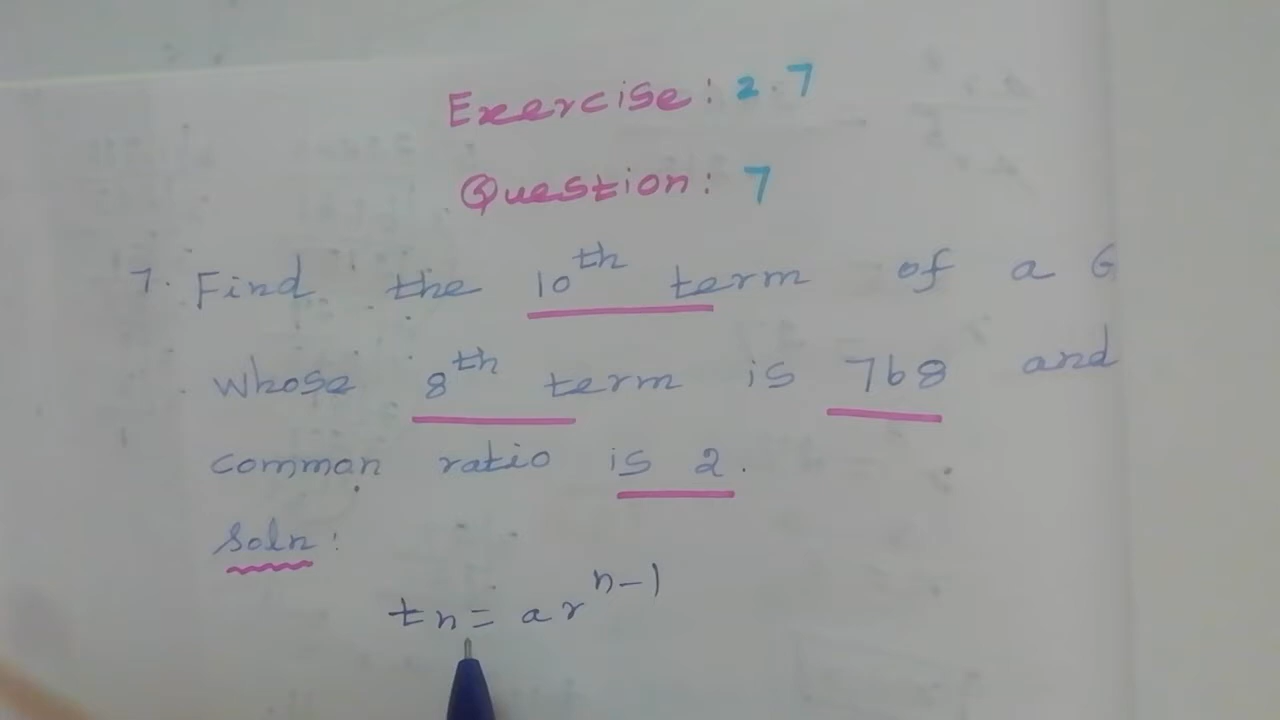 Exercise: 2.7
Question: 7
7. Find the 10th term of a G
whose 8th term is 768 and
common ratio is 2.
Soln:
tn = ar^n-1